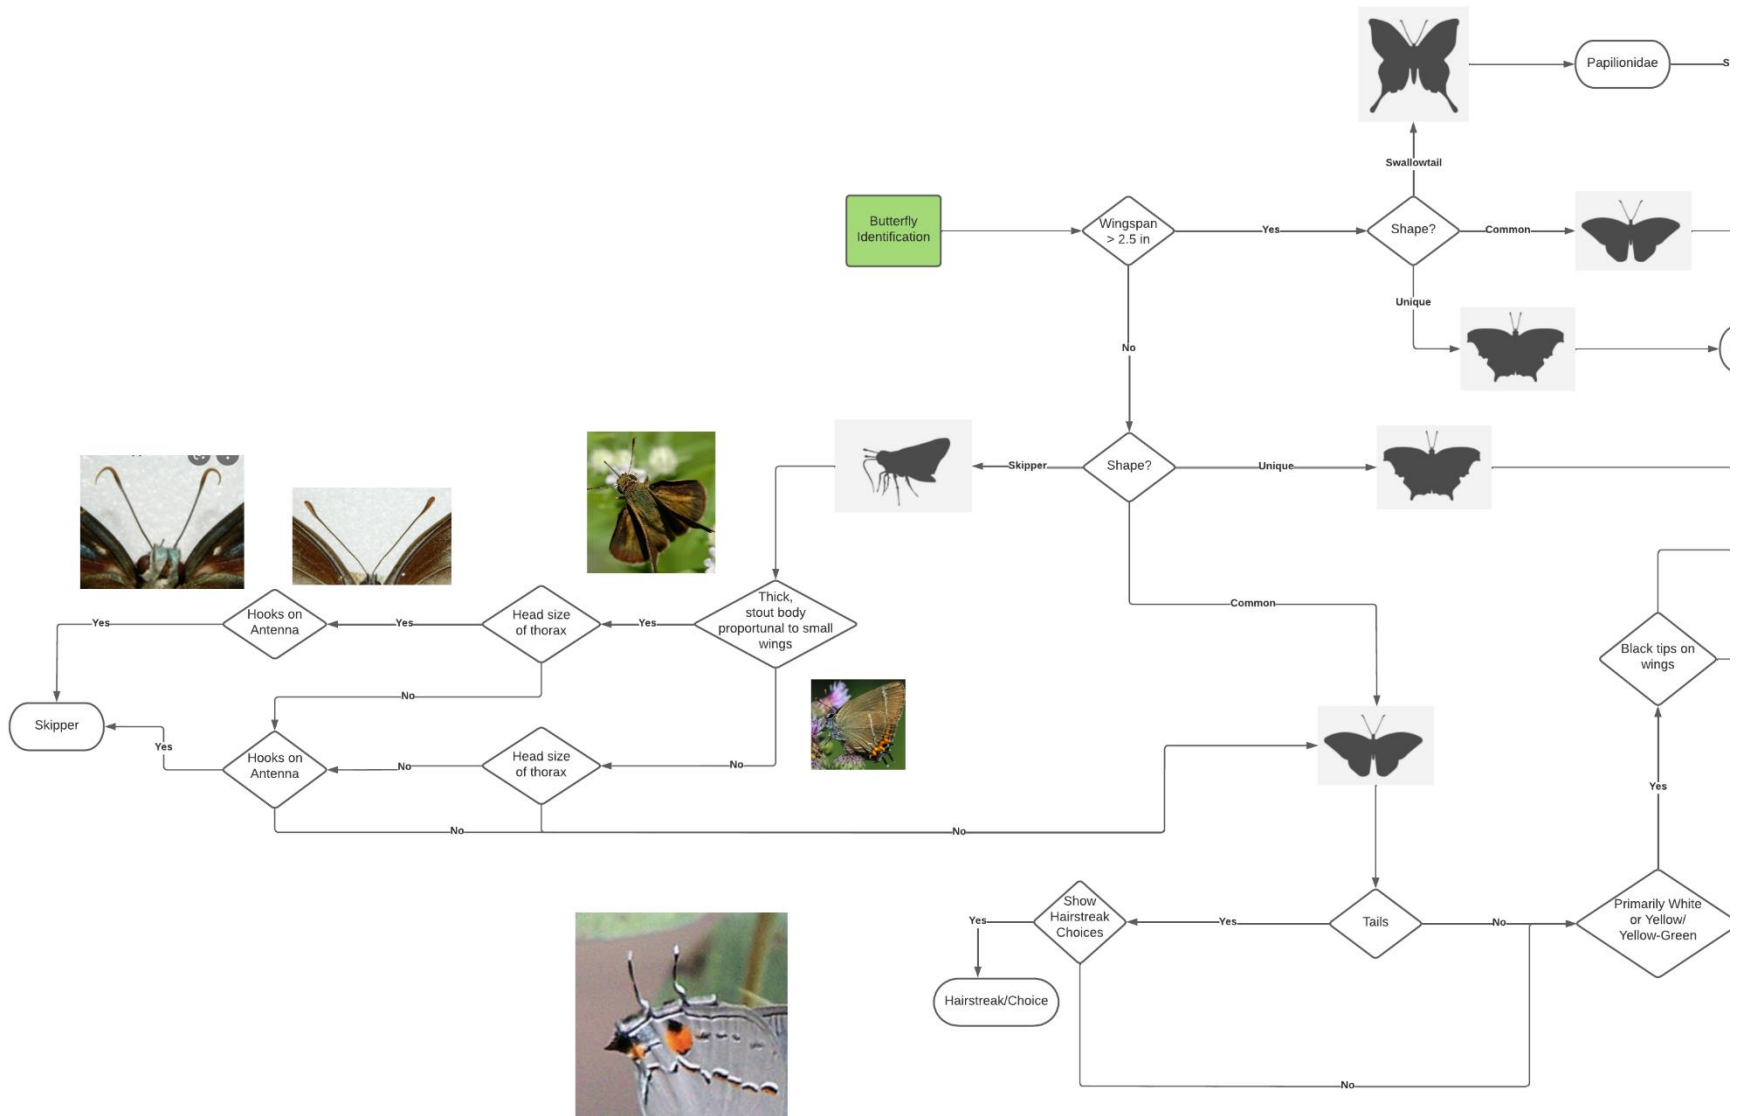 Papilionidae
S
Swallowtail
Butterfly
Identification
Wingspan
> 2.5 in
Yes
Shape?
Common
Unique
No
Skipper
Shape?
Unique
Common
Hooks on
Antenna
Yes
Head size
of thorax
Yes
Yes
Thick,
stout body
proportunal to small
wings
No
Skipper
Yes
Hooks on
Antenna
No
Head size
of thorax
No
No
No
Black tips on
wings
Yes
Show
Hairstreak
Choices
Yes
Yes
Tails
No
Primarily White
or Yellow/
Yellow-Green
Hairstreak/Choice
No